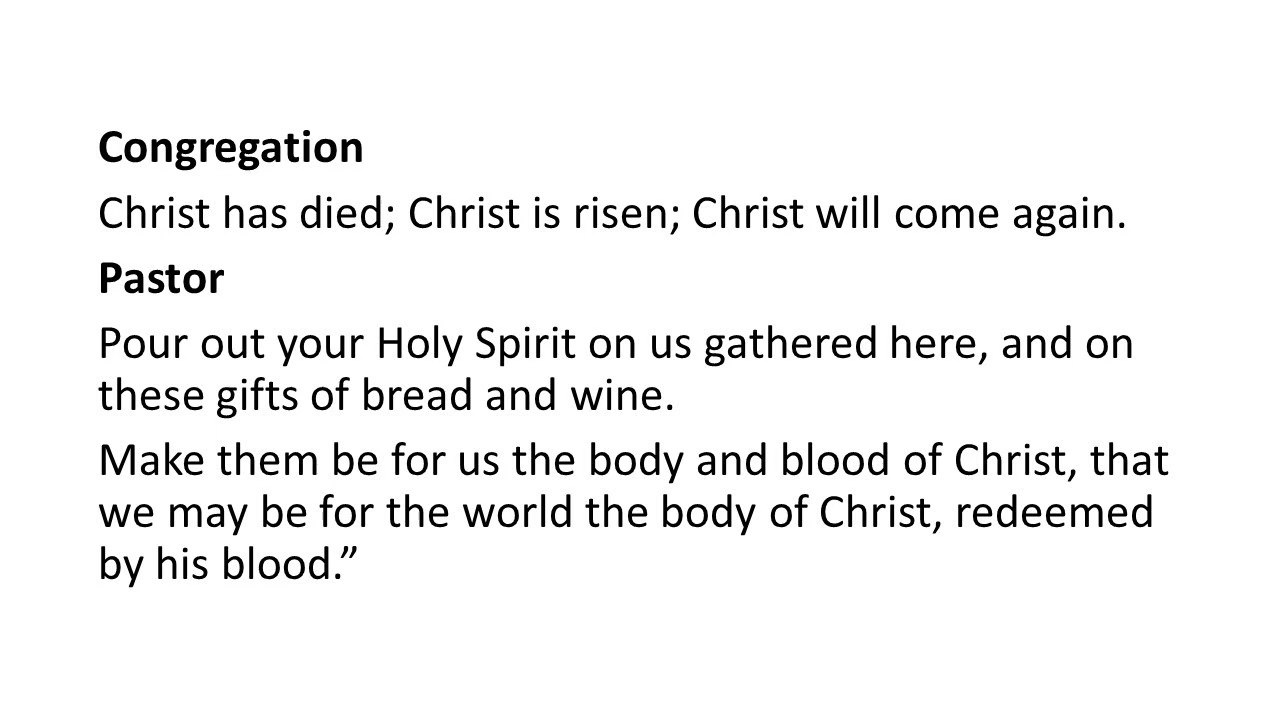 Congregation
Christ has died; Christ is risen; Christ will come again.
Pastor
Pour out your Holy Spirit on us gathered here, and on
these gifts of bread and wine.
Make them be for us the body and blood of Christ, that
we may be for the world the body of Christ, redeemed
by his blood.”